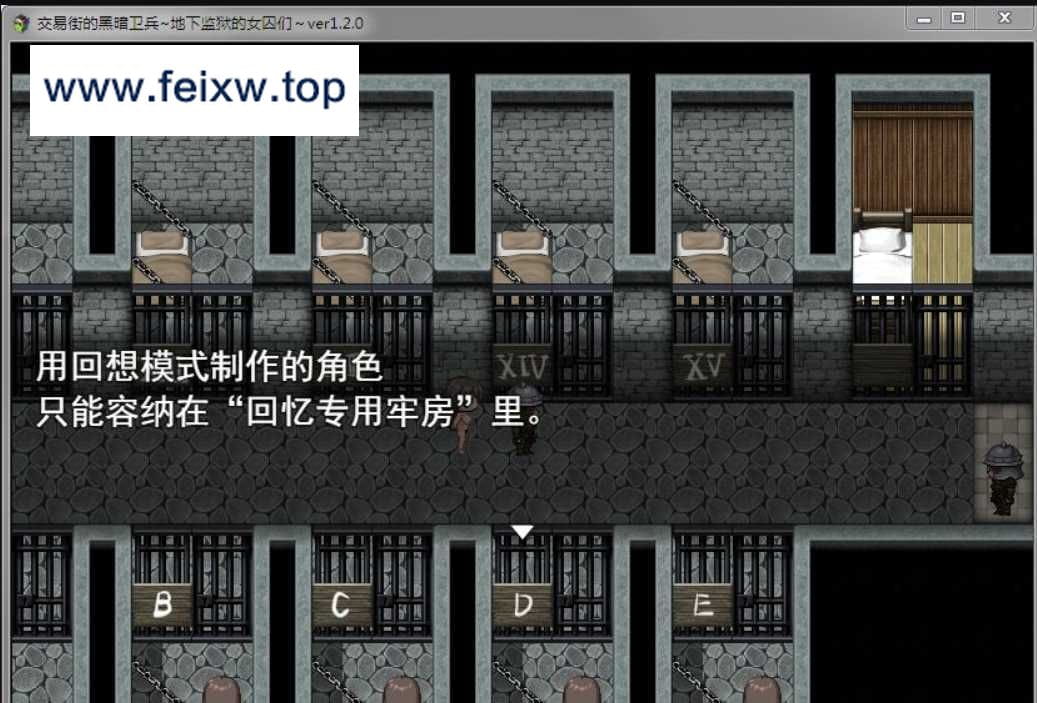 交易街的黑暗卫兵~地下监狱的女囚们~ver1.2.0
www.feixw.top
用回想模式制作的角色
XIV
XV
只能容纳在“回忆专用牢房”里。
B
C
D
E